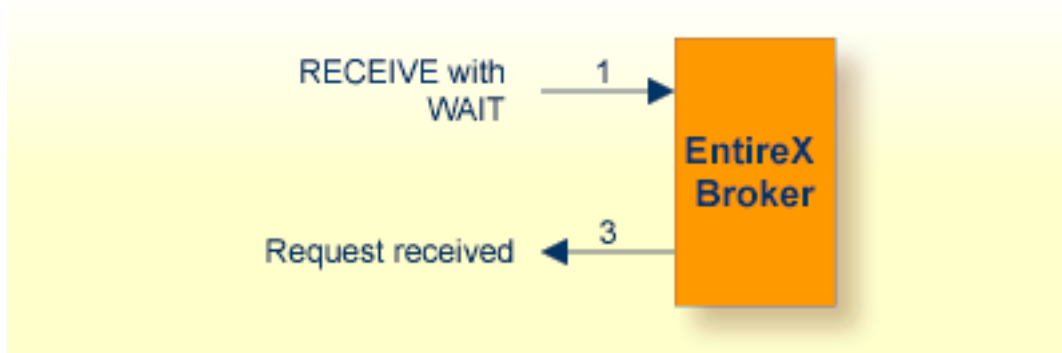 RECEIVE with
WAIT
1
EntireX
Broker
Request received
3